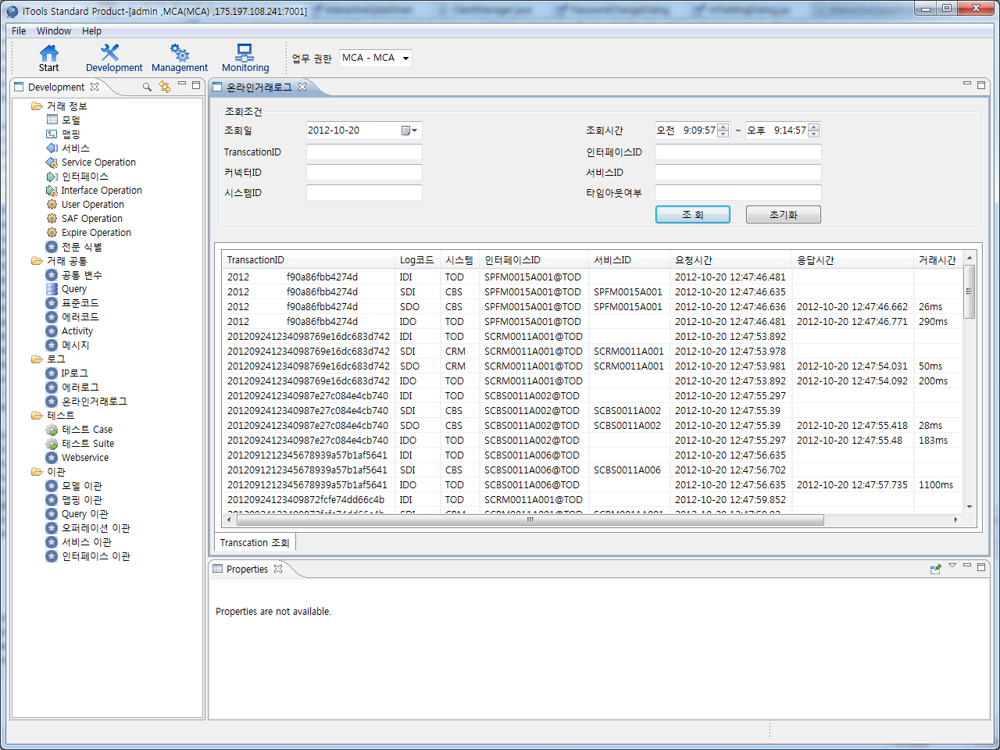 iTools Standard Product-[admin ,MCA(MCA) ,175.197.108.241:7001]
File Window Help
Start Development Management Monitoring 업무 권한 MCA - MCA
Development
거래 정보
모델
맵핑
서비스
Service Operation
인터페이스
Interface Operation
User Operation
SAF Operation
Expire Operation
전문 식별
거래 공통
공통 변수
Query
표준코드
에러코드
Activity
메시지
로그
IP로그
에러로그
온라인거래로그
테스트
테스트 Case
테스트 Suite
Webservice
이관
모델 이관
맵핑 이관
Query 이관
오퍼레이션 이관
서비스 이관
인터페이스 이관
온라인거래로그
조회조건
조회일 2012-10-20 조회시간 오전 9:09:57 ~ 오후 9:14:57
TranscationID 인터페이스ID
커넥터ID 서비스ID
시스템ID 타임아웃여부
조 회 초기화
TransactionID Log코드 시스템 인터페이스ID 서비스ID 요청시간 응답시간 거래시간
2012 f90a86fbb4274d IDI TOD SPFM0015A001@TOD 2012-10-20 12:47:46.481
2012 f90a86fbb4274d SDI CBS SPFM0015A001@TOD SPFM0015A001 2012-10-20 12:47:46.635
2012 f90a86fbb4274d SDO CBS SPFM0015A001@TOD SPFM0015A001 2012-10-20 12:47:46.636 2012-10-20 12:47:46.662 26ms
2012 f90a86fbb4274d IDO TOD SPFM0015A001@TOD 2012-10-20 12:47:46.481 2012-10-20 12:47:46.771 290ms
201209241234098769e16dc683d742 IDI TOD SCRM0011A001@TOD 2012-10-20 12:47:53.892
201209241234098769e16dc683d742 SDI CRM SCRM0011A001@TOD SCRM0011A001 2012-10-20 12:47:53.978
201209241234098769e16dc683d742 SDO CRM SCRM0011A001@TOD SCRM0011A001 2012-10-20 12:47:53.981 2012-10-20 12:47:54.031 50ms
201209241234098769e16dc683d742 IDO TOD SCRM0011A001@TOD 2012-10-20 12:47:53.892 2012-10-20 12:47:54.092 200ms
2012092412340987e27c084e4cb740 IDI TOD SCBS0011A002@TOD 2012-10-20 12:47:55.297
2012092412340987e27c084e4cb740 SDI CBS SCBS0011A002@TOD SCBS0011A002 2012-10-20 12:47:55.39
2012092412340987e27c084e4cb740 SDO CBS SCBS0011A002@TOD SCBS0011A002 2012-10-20 12:47:55.39 2012-10-20 12:47:55.418 28ms
2012092412340987e27c084e4cb740 IDO TOD SCBS0011A002@TOD 2012-10-20 12:47:55.297 2012-10-20 12:47:55.48 183ms
2012091212345678939a57b1af5641 IDI TOD SCBS0011A006@TOD 2012-10-20 12:47:56.635
2012091212345678939a57b1af5641 SDI CBS SCBS0011A006@TOD SCBS0011A006 2012-10-20 12:47:56.702
2012091212345678939a57b1af5641 IDO TOD SCBS0011A006@TOD 2012-10-20 12:47:56.635 2012-10-20 12:47:57.735 1100ms
20120924123409872fcfe74dd66c4b IDI TOD SCRM0011A001@TOD 2012-10-20 12:47:59.852
20120924123409872fcfe74dd66c4b SDI CRM SCRM0011A001@TOD SCRM0011A001 2012-10-20 12:47:59.92
Transcation 조회
Properties
Properties are not available.